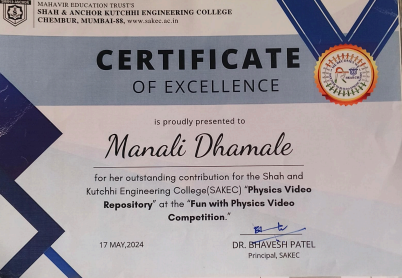 MAHAVIR EDUCATION TRUST'S
SHAH & ANCHOR KUTCHHI ENGINEERING COLLEGE
CHEMBUR, MUMBAI-88, www.sakec.ac.in
CERTIFICATE
OF EXCELLENCE
is proudly presented to
Manali Dhamale
for her outstanding contribution for the Shah and
Kutchhi Engineering College(SAKEC) "Physics Video
Repository" at the "Fun with Physics Video
Competition."
17 MAY,2024
DR. BHAVESH PATEL
Principal, SAKEC